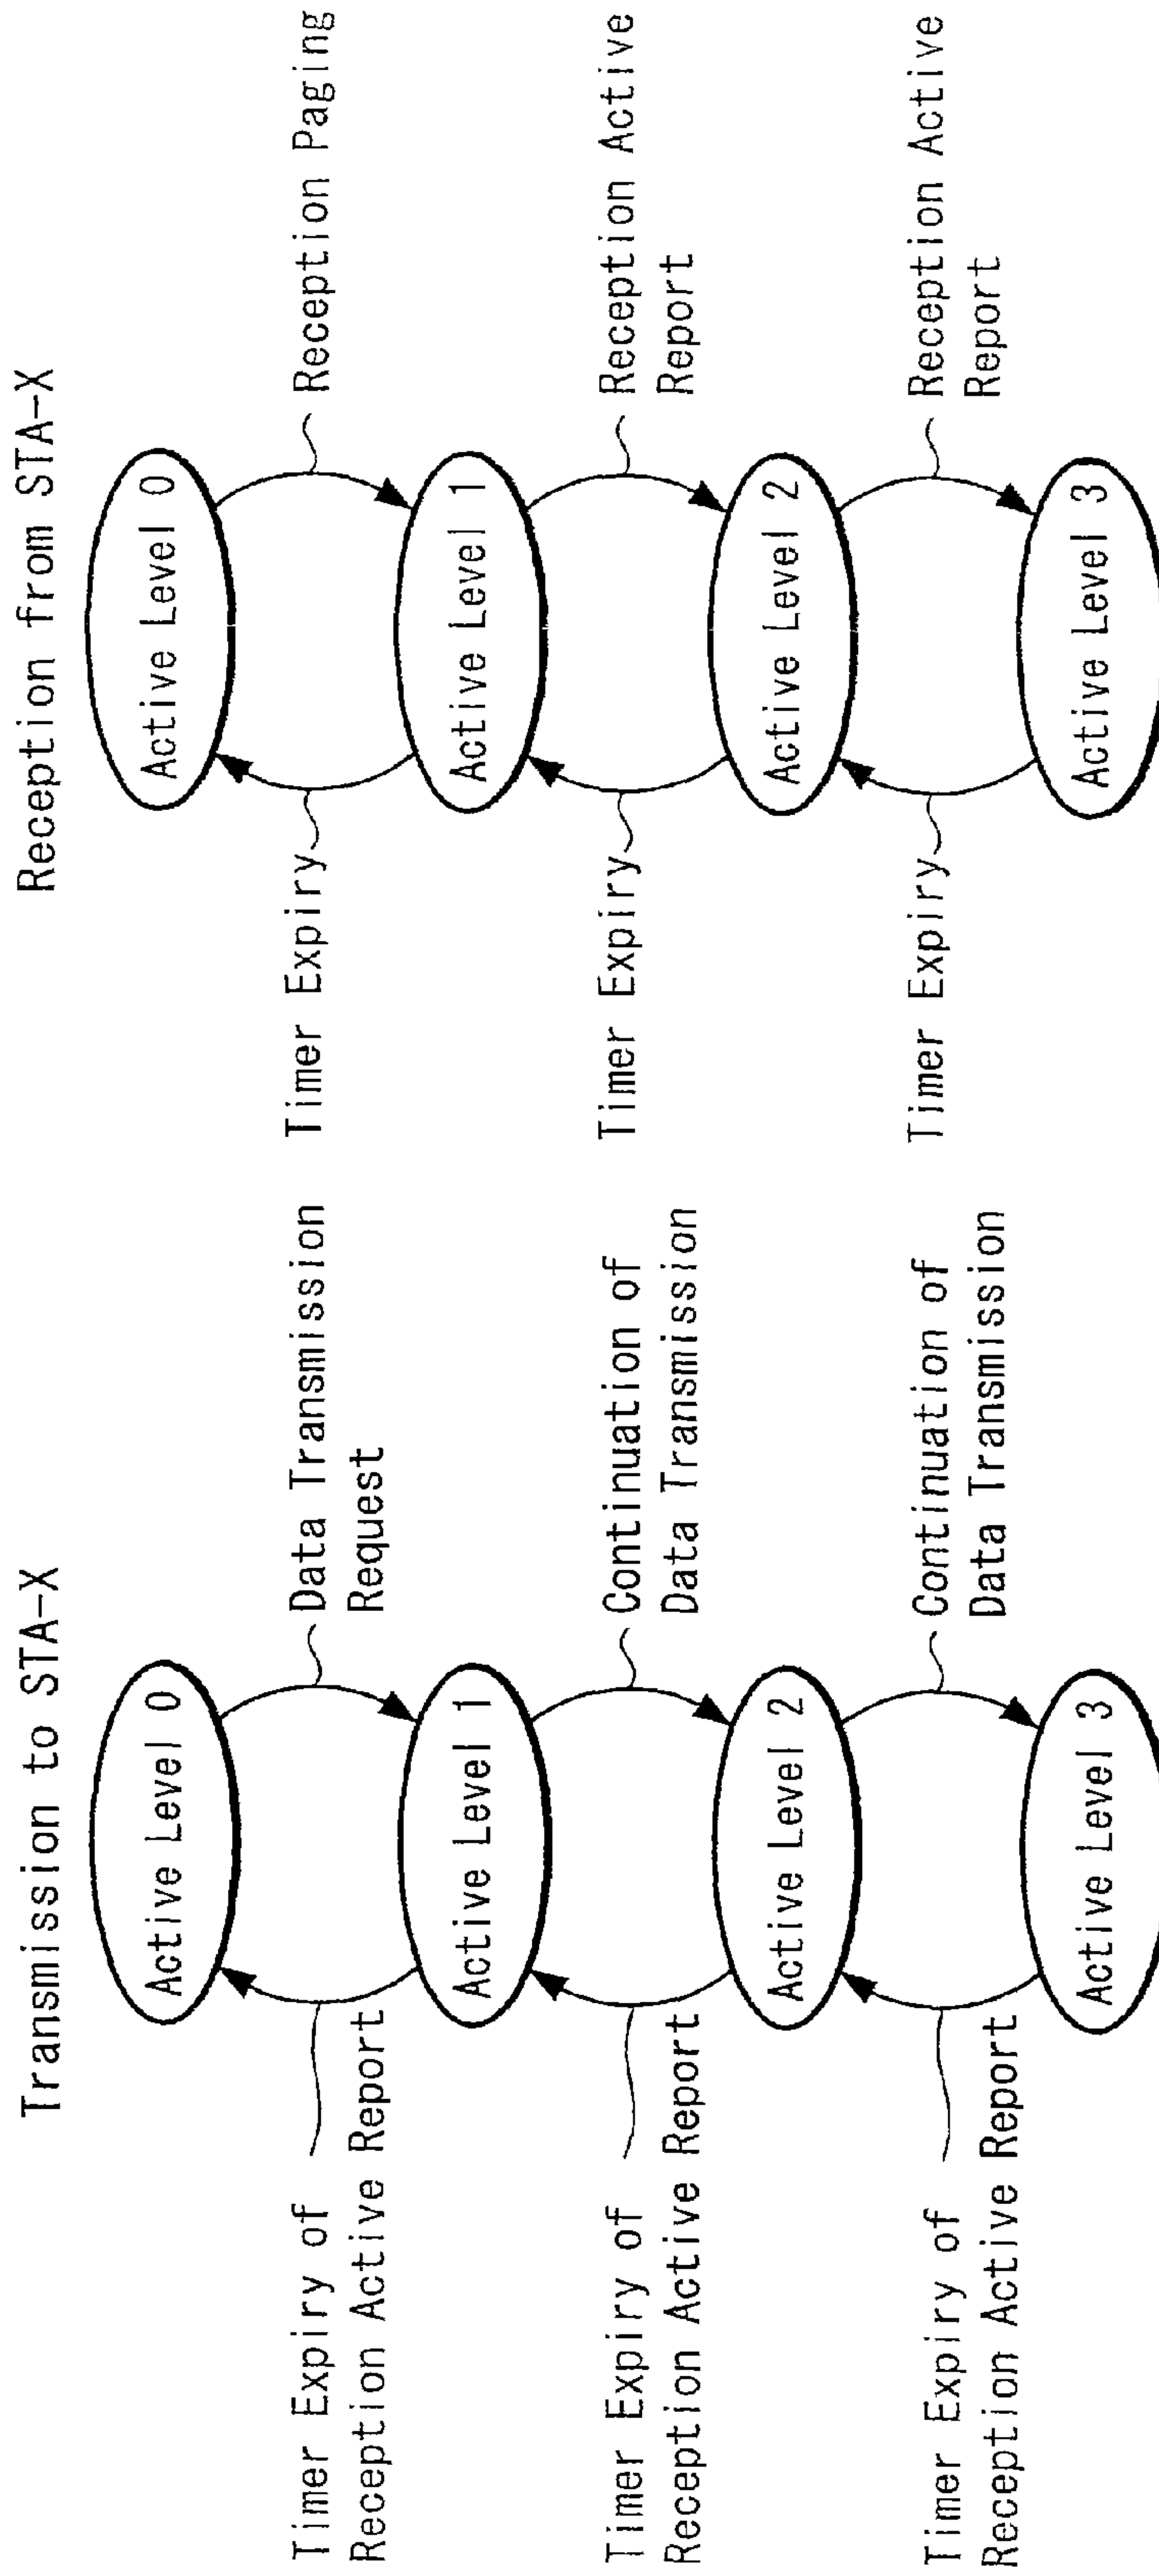 Transmission to STA-X
Active Level 0
Data Transmission
Request
Timer Expiry of
Reception Active Report
Active Level 1
Continuation of
Data Transmission
Timer Expiry of
Reception Active Report
Active Level 2
Continuation of
Data Transmission
Timer Expiry of
Reception Active Report
Active Level 3
Reception from STA-X
Active Level 0
Reception Paging
Timer Expiry
Active Level 1
Reception Active
Report
Timer Expiry
Active Level 2
Reception Active
Report
Timer Expiry
Active Level 3